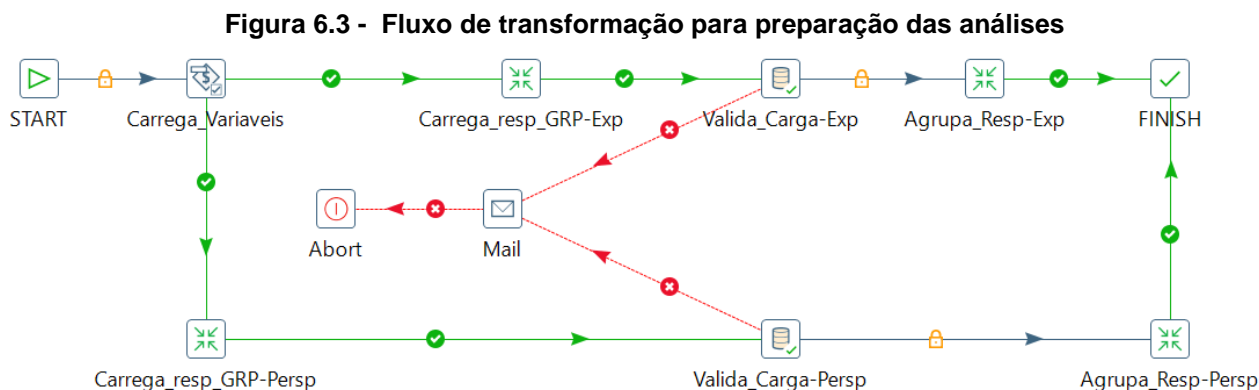 Figura 6.3 - Fluxo de transformação para preparação das análises
START
Carrega_Variaveis
Carrega_resp_GRP-Exp
Valida_Carga-Exp
Agrupa_Resp-Exp
FINISH
Abort
Mail
Carrega_resp_GRP-Persp
Valida_Carga-Persp
Agrupa_Resp-Persp